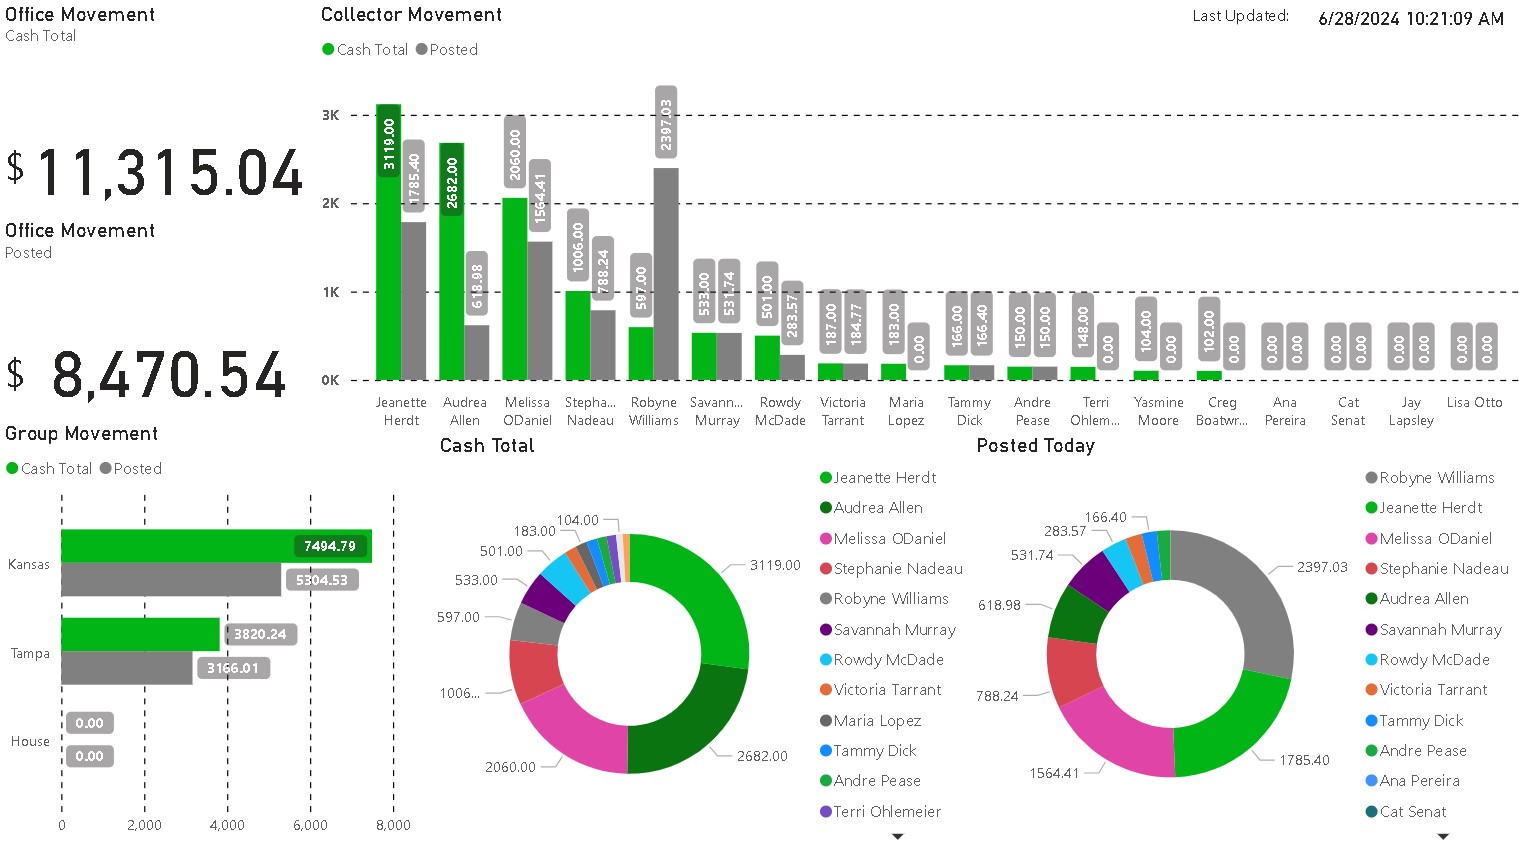 Office Movement
Cash Total
$ 11,315.04
Office Movement
Posted
$ 8,470.54
Collector Movement
Cash Total Posted
Last Updated: 6/28/2024 10:21:09 AM
3K
2K
1K
0K
3119.00
1785.40
2682.00
618.98
2060.00
1564.41
1006.00
788.24
597.00
2397.03
533.00
531.74
501.00
283.57
187.00
184.77
183.00
0.00
166.00
166.40
150.00
150.00
148.00
0.00
104.00
0.00
102.00
0.00
0.00
0.00
0.00
0.00
0.00
0.00
0.00
0.00
Jeanette Herdt
Audrea Allen
Melissa ODaniel
Stepha... Nadeau
Robyne Williams
Savann... Murray
Rowdy McDade
Victoria Tarrant
Maria Lopez
Tammy Dick
Andre Pease
Terri Ohlem...
Yasmine Moore
Creg Boatwr...
Ana Pereira
Cat Senat
Jay Lapsley
Lisa Otto
Group Movement
Cash Total Posted
Kansas
7494.79
5304.53
Tampa
3820.24
3166.01
House
0.00
0.00
0 2,000 4,000 6,000 8,000
Cash Total
104.00
183.00
501.00
533.00
597.00
1006...
2060.00
2682.00
3119.00
Jeanette Herdt
Audrea Allen
Melissa ODaniel
Stephanie Nadeau
Robyne Williams
Savannah Murray
Rowdy McDade
Victoria Tarrant
Maria Lopez
Tammy Dick
Andre Pease
Terri Ohlemeier
Posted Today
166.40
283.57
531.74
618.98
788.24
1564.41
1785.40
2397.03
Robyne Williams
Jeanette Herdt
Melissa ODaniel
Stephanie Nadeau
Audrea Allen
Savannah Murray
Rowdy McDade
Victoria Tarrant
Tammy Dick
Andre Pease
Ana Pereira
Cat Senat